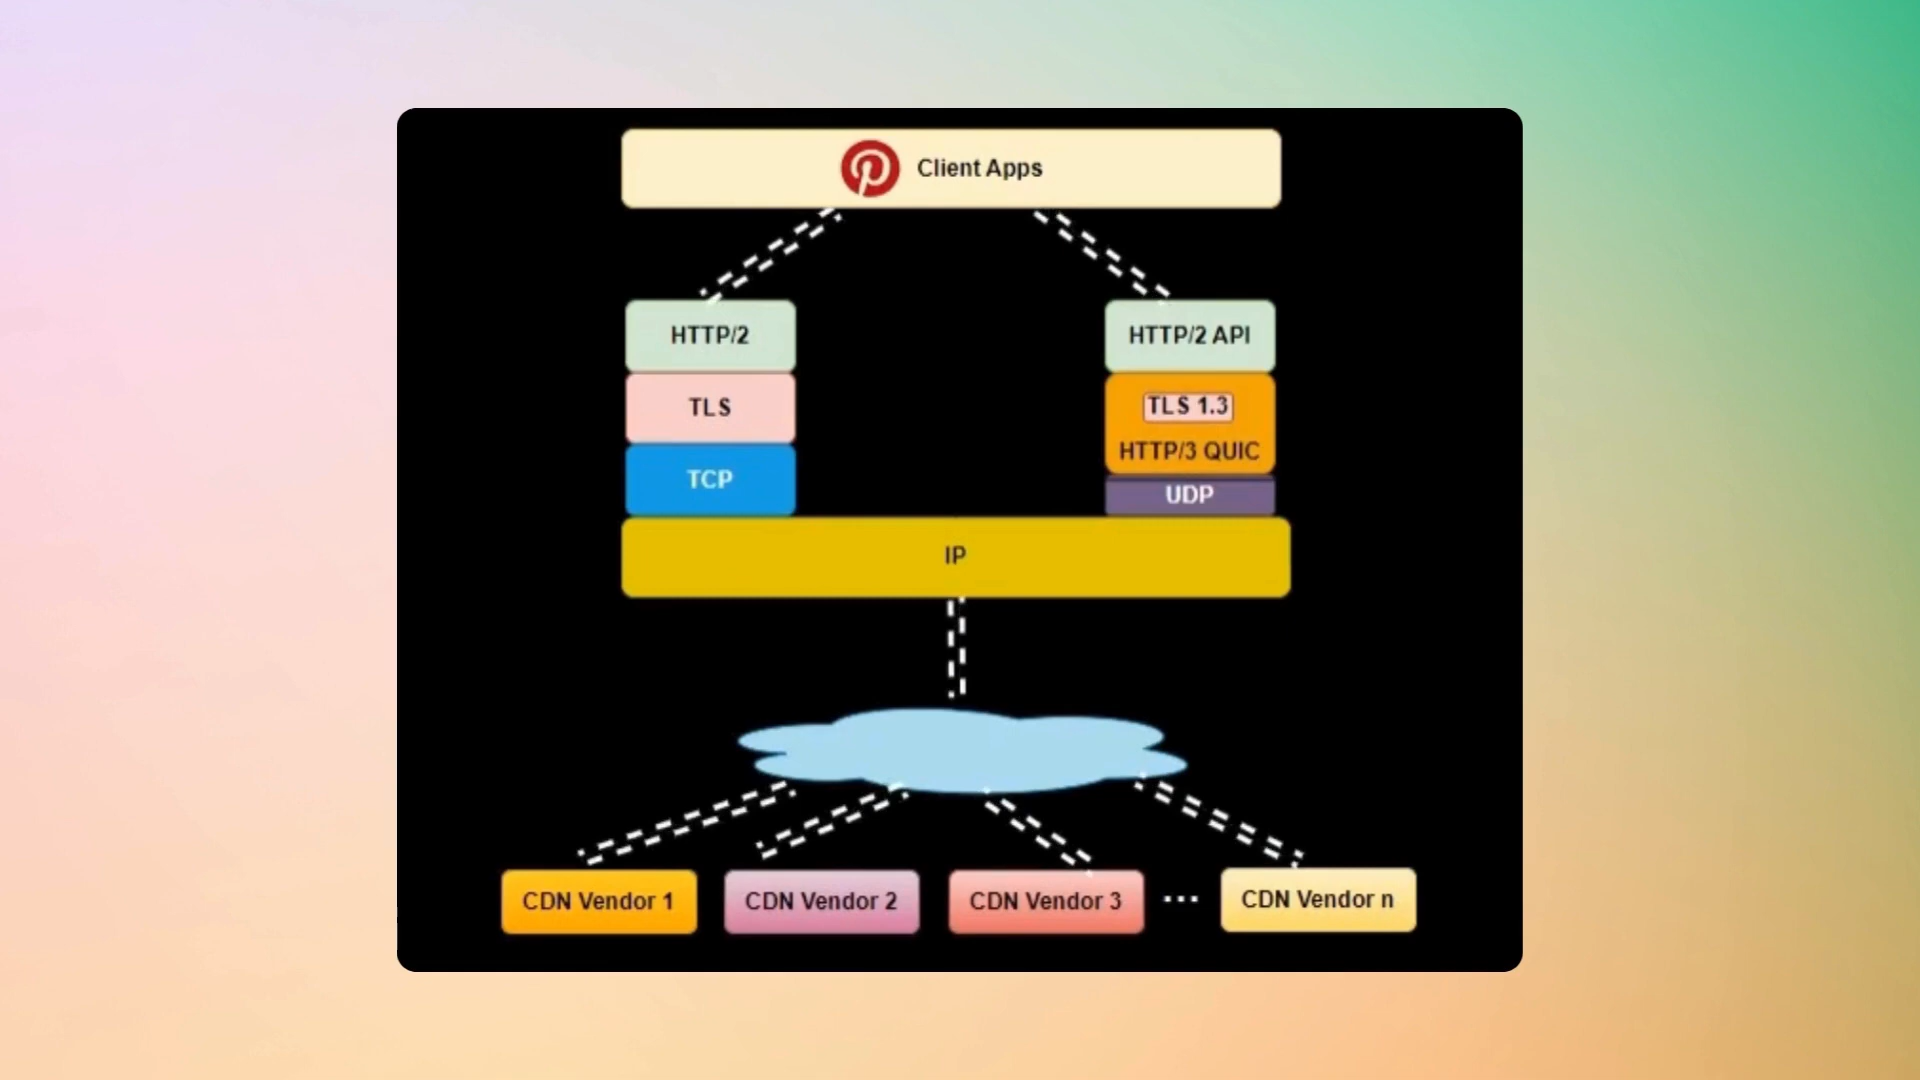 Client Apps
HTTP/2
TLS
TCP
HTTP/2 API
TLS 1.3
HTTP/3 QUIC
UDP
IP
CDN Vendor 1
CDN Vendor 2
CDN Vendor 3
...
CDN Vendor n